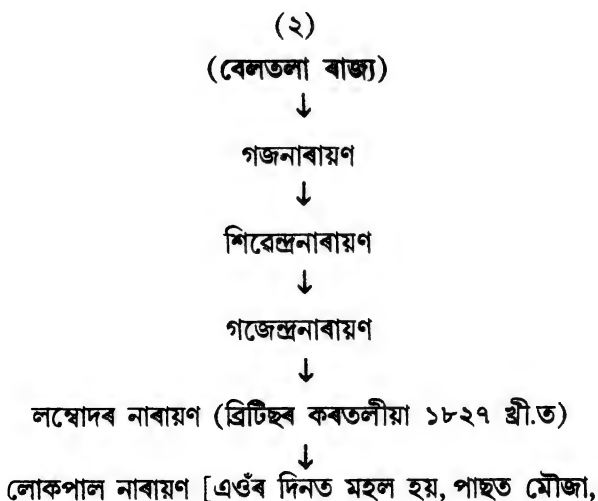 (২)
(বেলতলা ৰাজ্য)
↓
গজনাৰায়ণ
↓
শিৱেন্দ্ৰনাৰায়ণ
↓
গজেন্দ্ৰনাৰায়ণ
↓
লম্বোদৰ নাৰায়ণ (ব্ৰিটিছৰ কৰতলীয়া ১৮২৭ খ্ৰী.ত)
↓
লোকপাল নাৰায়ণ [এওঁৰ দিনত মহল হয়, পাছত মৌজা,